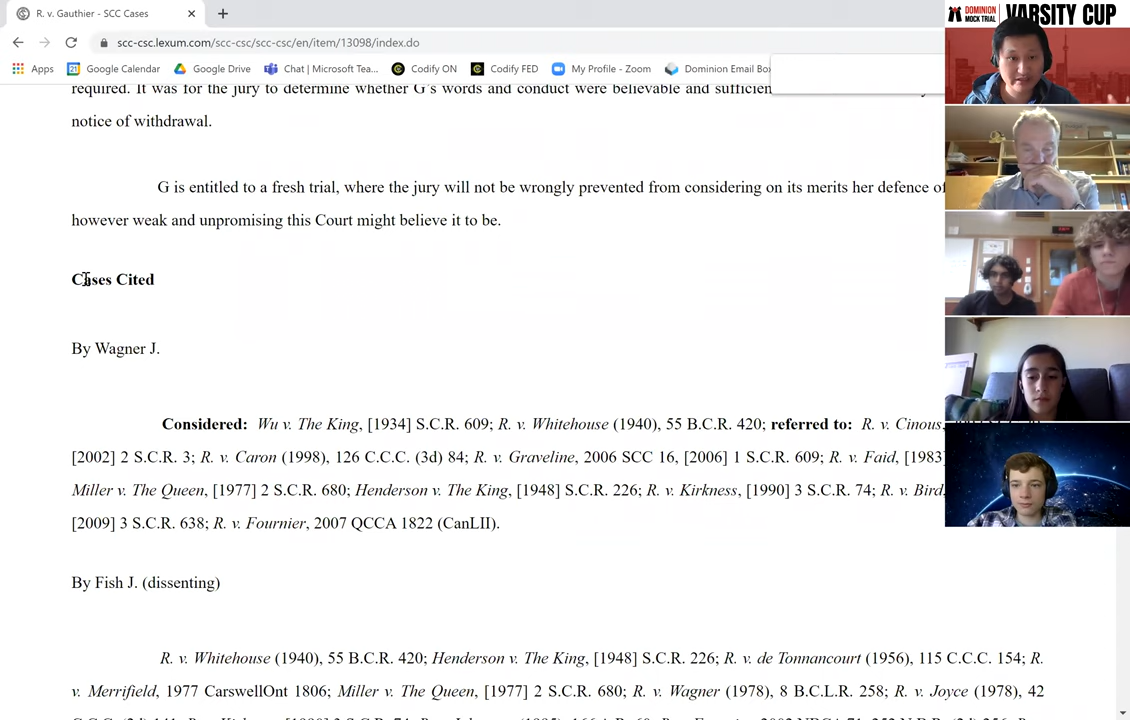 R. v. Gauthier - SCC Cases
scc-csc.lexum.com/scc-csc/scc-csc/en/item/13098/index.do
Apps Google Calendar Google Drive Chat | Microsoft Tea... Codify ON Codify FED My Profile - Zoom Dominion Email Box
DOMINION
MOCK TRIAL
VARSITY CUP
required. It was for the jury to determine whether G's words and conduct were believable and sufficien
notice of withdrawal.
G is entitled to a fresh trial, where the jury will not be wrongly prevented from considering on its merits her defence of
however weak and unpromising this Court might believe it to be.
Cases Cited
By Wagner J.
Considered: Wu v. The King, [1934] S.C.R. 609; R. v. Whitehouse (1940), 55 B.C.R. 420; referred to: R. v. Cinous,
[2002] 2 S.C.R. 3; R. v. Caron (1998), 126 C.C.C. (3d) 84; R. v. Graveline, 2006 SCC 16, [2006] 1 S.C.R. 609; R. v. Faid, [1983]
Miller v. The Queen, [1977] 2 S.C.R. 680; Henderson v. The King, [1948] S.C.R. 226; R. v. Kirkness, [1990] 3 S.C.R. 74; R. v. Bird,
[2009] 3 S.C.R. 638; R. v. Fournier, 2007 QCCA 1822 (CanLII).
By Fish J. (dissenting)
R. v. Whitehouse (1940), 55 B.C.R. 420; Henderson v. The King, [1948] S.C.R. 226; R. v. de Tonnancourt (1956), 115 C.C.C. 154; R.
v. Merrifield, 1977 CarswellOnt 1806; Miller v. The Queen, [1977] 2 S.C.R. 680; R. v. Wagner (1978), 8 B.C.L.R. 258; R. v. Joyce (1978), 42